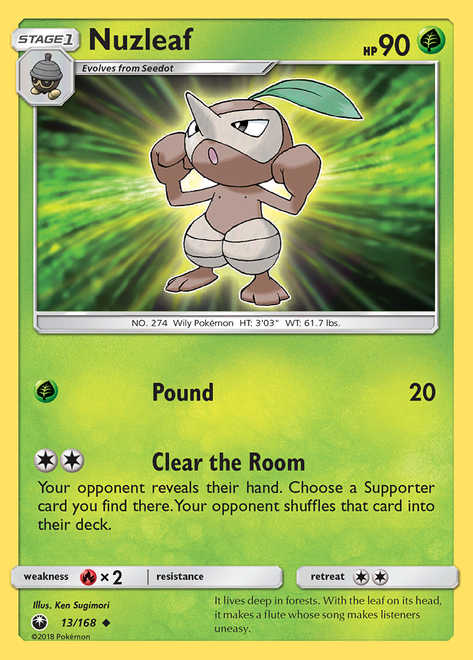 STAGE 1
Nuzleaf
HP 90
Evolves from Seedot
NO. 274 Wily Pokémon HT: 3'03" WT: 61.7 lbs.
Pound 20
Clear the Room
Your opponent reveals their hand. Choose a Supporter
card you find there.Your opponent shuffles that card into
their deck.
weakness × 2 resistance retreat
Illus. Ken Sugimori
13/168
©2018 Pokémon
It lives deep in forests. With the leaf on its head,
it makes a flute whose song makes listeners
uneasy.